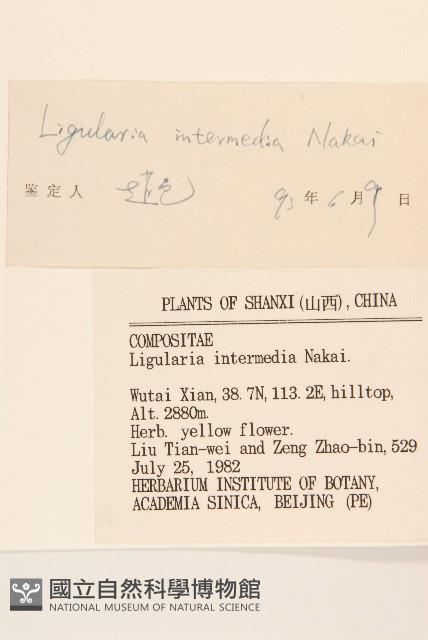 Ligularia intermedia Nakai
鉴定人 93年6月9日
PLANTS OF SHANXI (山西), CHINA
COMPOSITAE
Ligularia intermedia Nakai.
Wutai Xian, 38. 7N, 113. 2E, hilltop,
Alt. 2880m.
Herb. yellow flower.
Liu Tian-wei and Zeng Zhao-bin, 529
July 25, 1982
HERBARIUM INSTITUTE OF BOTANY,
ACADEMIA SINICA, BEIJING (PE)
國立自然科學博物館
NATIONAL MUSEUM OF NATURAL SCIENCE